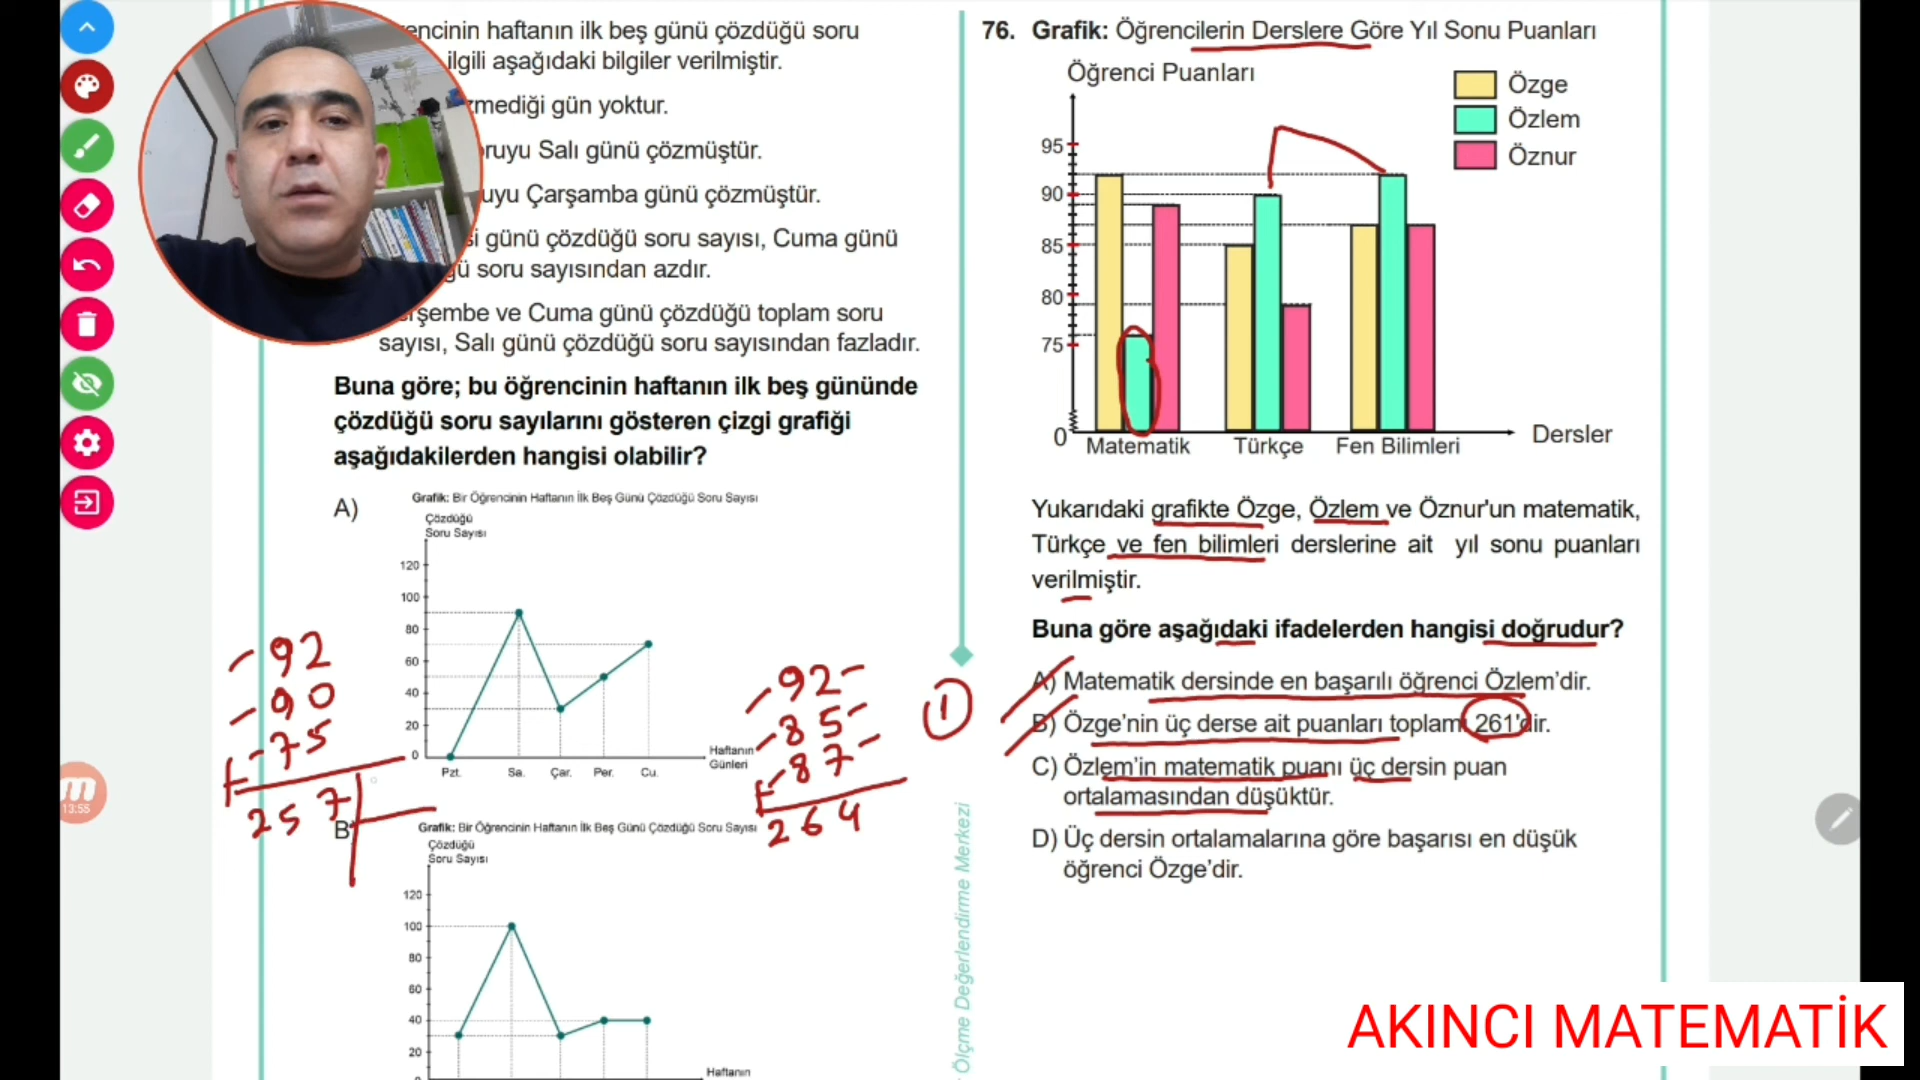 encinin haftanın ilk beş günü çözdüğü soru
ilgili aşağıdaki bilgiler verilmiştir.
zmediği gün yoktur.
oruyu Salı günü çözmüştür.
uyu Çarşamba günü çözmüştür.
si günü çözdüğü soru sayısı, Cuma günü
ğü soru sayısından azdır.
erşembe ve Cuma günü çözdüğü toplam soru
sayısı, Salı günü çözdüğü soru sayısından fazladır.
Buna göre; bu öğrencinin haftanın ilk beş gününde
çözdüğü soru sayılarını gösteren çizgi grafiği
aşağıdakilerden hangisi olabilir?
A)
Grafik: Bir Öğrencinin Haftanın İlk Beş Günü Çözdüğü Soru Sayısı
Çözdüğü
Soru Sayısı
120
100
80
60
40
20
0
Pzt. Sa. Çar. Per. Cu.
Haftanın
Günleri
-92
-90
+-75
257
B)
Grafik: Bir Öğrencinin Haftanın İlk Beş Günü Çözdüğü Soru Sayısı
Çözdüğü
Soru Sayısı
120
100
80
60
40
20
Haftanın
-92-
-85-
+-87-
264
1
13:55
Ölçme Değerlendirme Merkezi
76. Grafik: Öğrencilerin Derslere Göre Yıl Sonu Puanları
Öğrenci Puanları
Özge
Özlem
Öznur
95
90
85
80
75
0
Matematik Türkçe Fen Bilimleri
Dersler
Yukarıdaki grafikte Özge, Özlem ve Öznur'un matematik,
Türkçe ve fen bilimleri derslerine ait yıl sonu puanları
verilmiştir.
Buna göre aşağıdaki ifadelerden hangisi doğrudur?
A) Matematik dersinde en başarılı öğrenci Özlem'dir.
B) Özge'nin üç derse ait puanları toplamı 261'dir.
C) Özlem'in matematik puanı üç dersin puan
ortalamasından düşüktür.
D) Üç dersin ortalamalarına göre başarısı en düşük
öğrenci Özge'dir.
AKINCI MATEMATİK